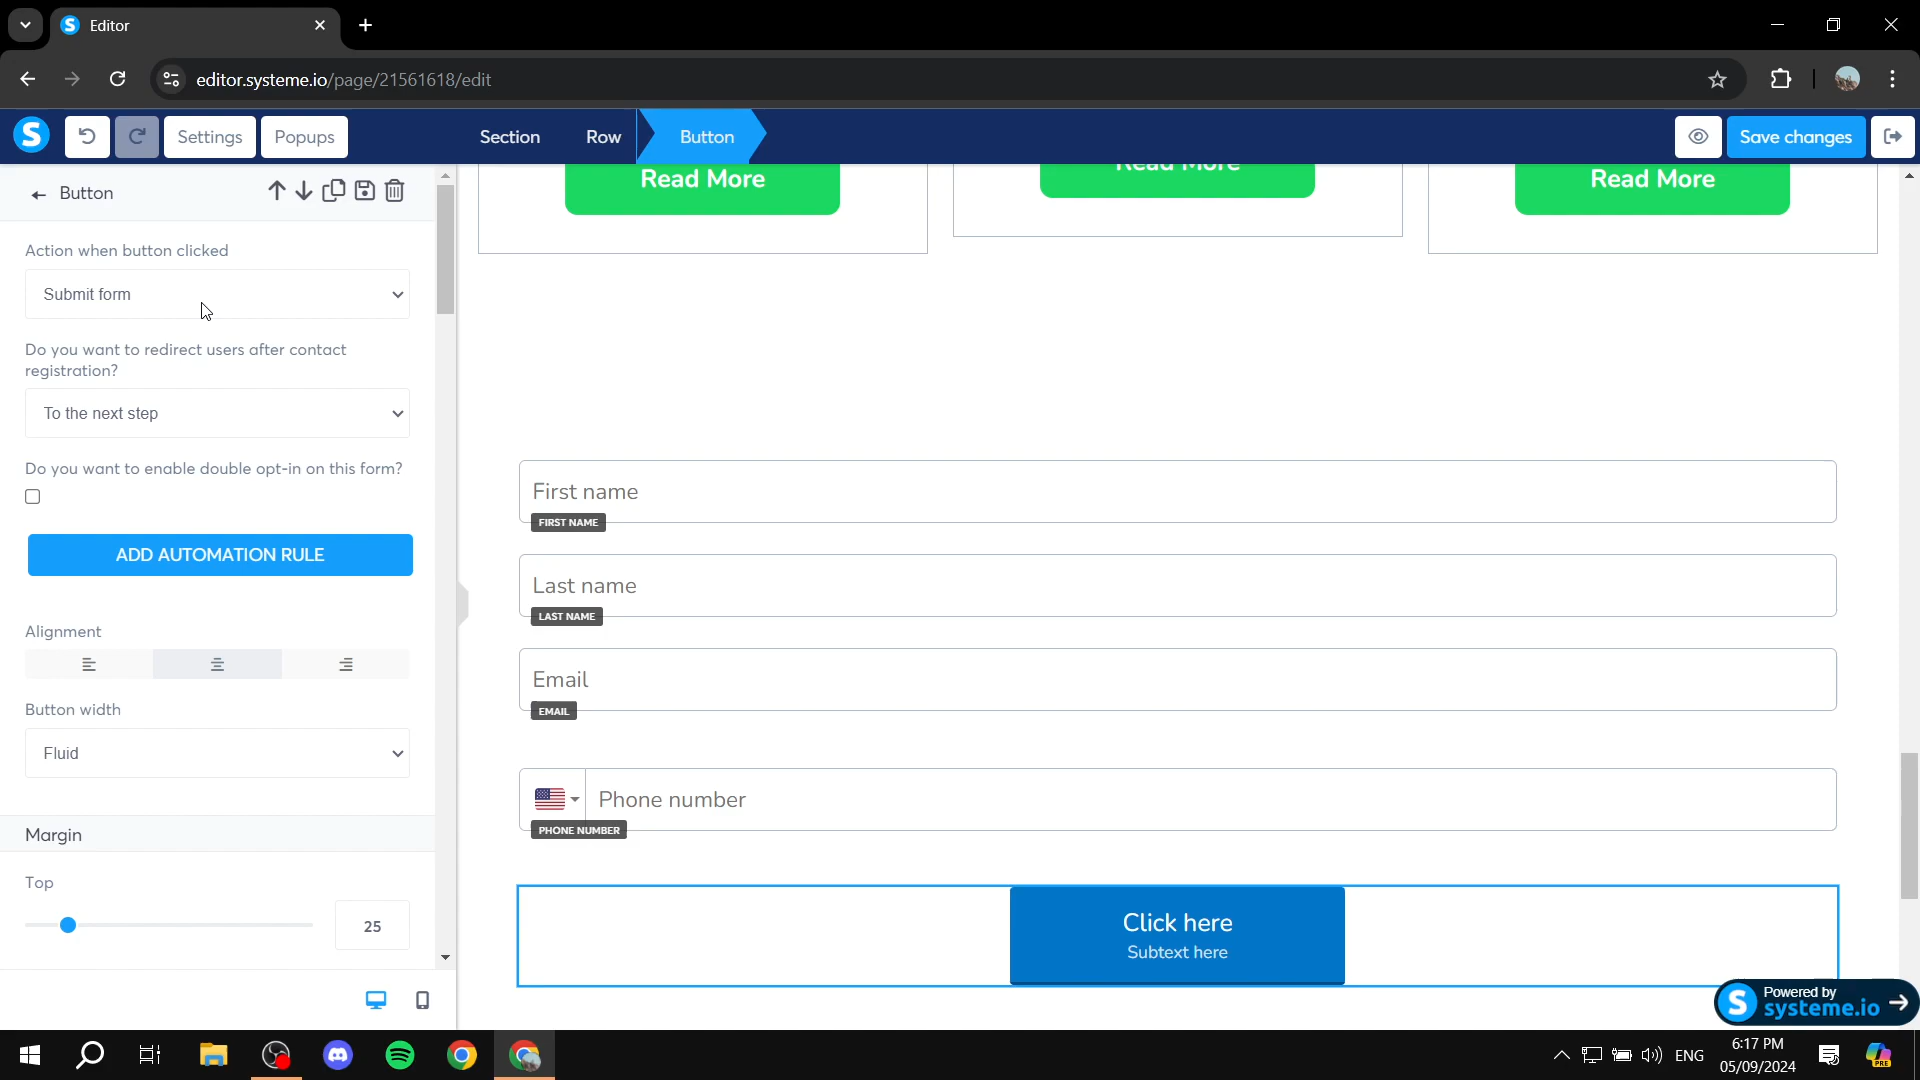 Editor
editor.systeme.io/page/21561618/edit
S
Settings
Popups
Section
Row
Button
Save changes
Button
Action when button clicked
Submit form
Do you want to redirect users after contact
registration?
To the next step
Do you want to enable double opt-in on this form?
ADD AUTOMATION RULE
Alignment
Button width
Fluid
Margin
Top
25
Read More
Read More
Read More
First name
FIRST NAME
Last name
LAST NAME
Email
EMAIL
Phone number
PHONE NUMBER
Click here
Subtext here
Powered by
systeme.io
ENG
6:17 PM
05/09/2024
PRE